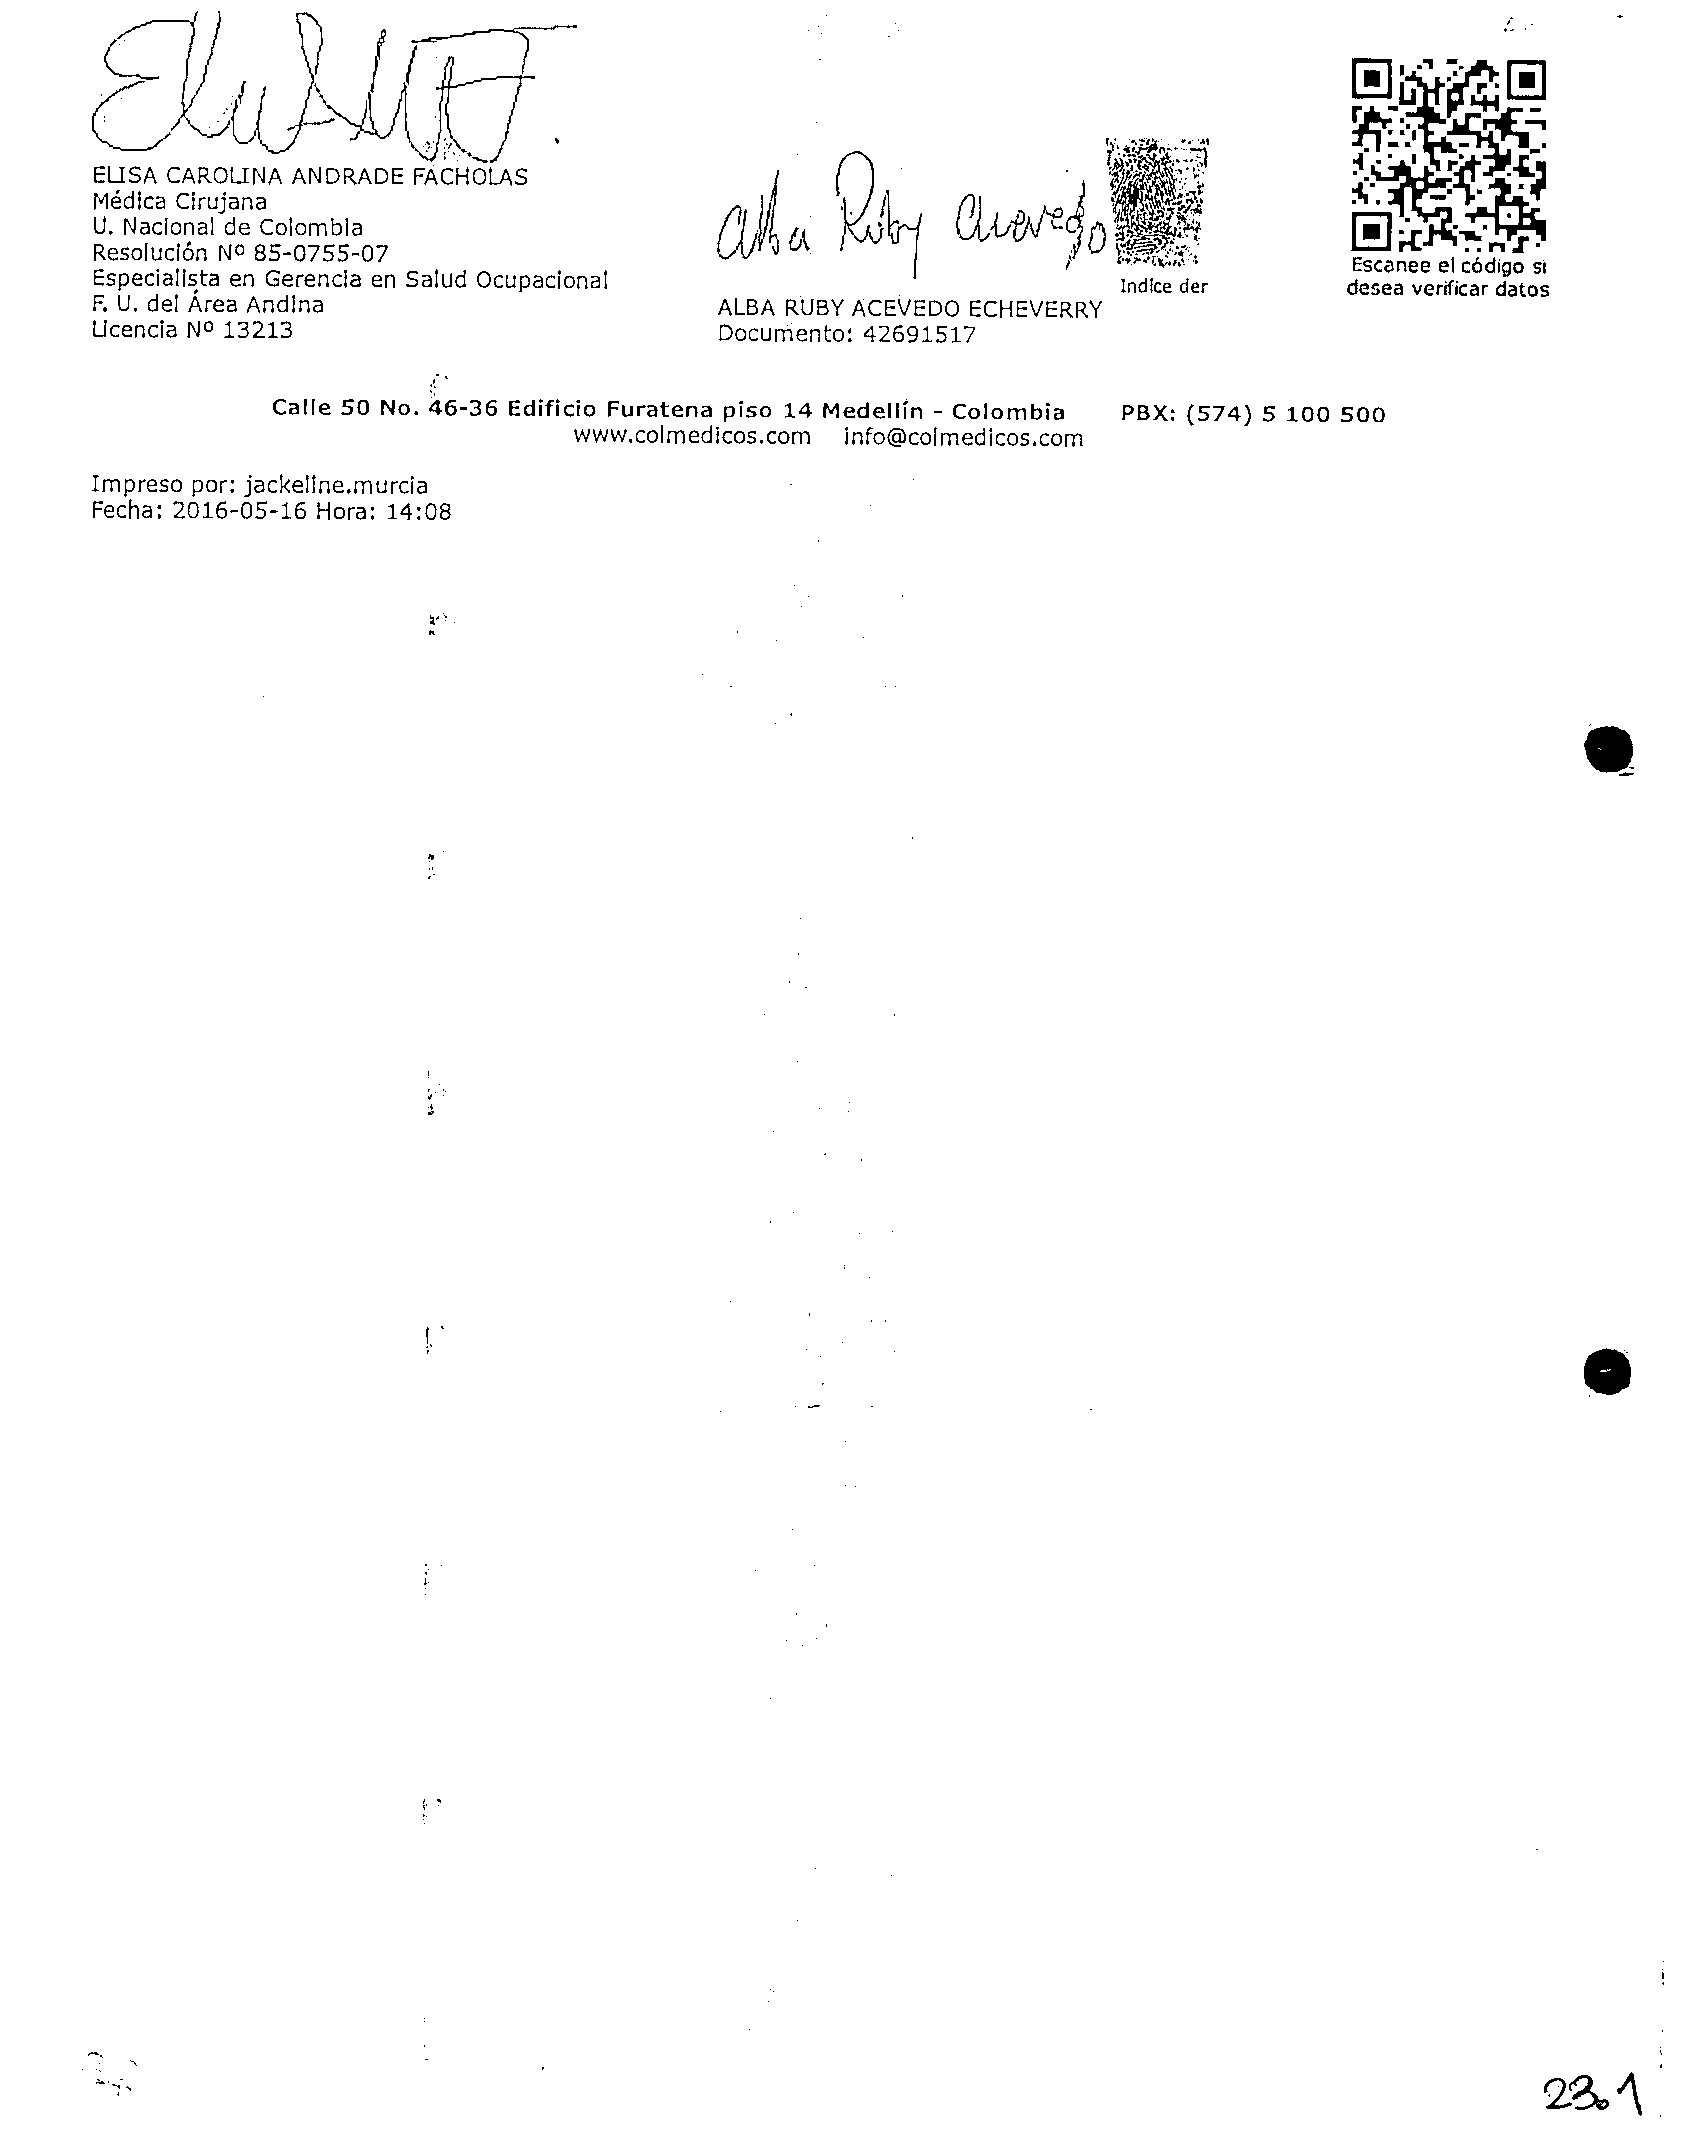 ELISA CAROLINA ANDRADE FACHOLAS
Médica Cirujana
U. Nacional de Colombia
Resolución Nº 85-0755-07
Especialista en Gerencia en Salud Ocupacional
F. U. del Área Andina
Licencia Nº 13213
Alba Ruby Acevedo
Indice der
ALBA RUBY ACEVEDO ECHEVERRY
Documento: 42691517
Escanee el código si
desea verificar datos
Calle 50 No. 46-36 Edificio Furatena piso 14 Medellín - Colombia PBX: (574) 5 100 500
www.colmedicos.com info@colmedicos.com
Impreso por: jackeline.murcia
Fecha: 2016-05-16 Hora: 14:08
23.1